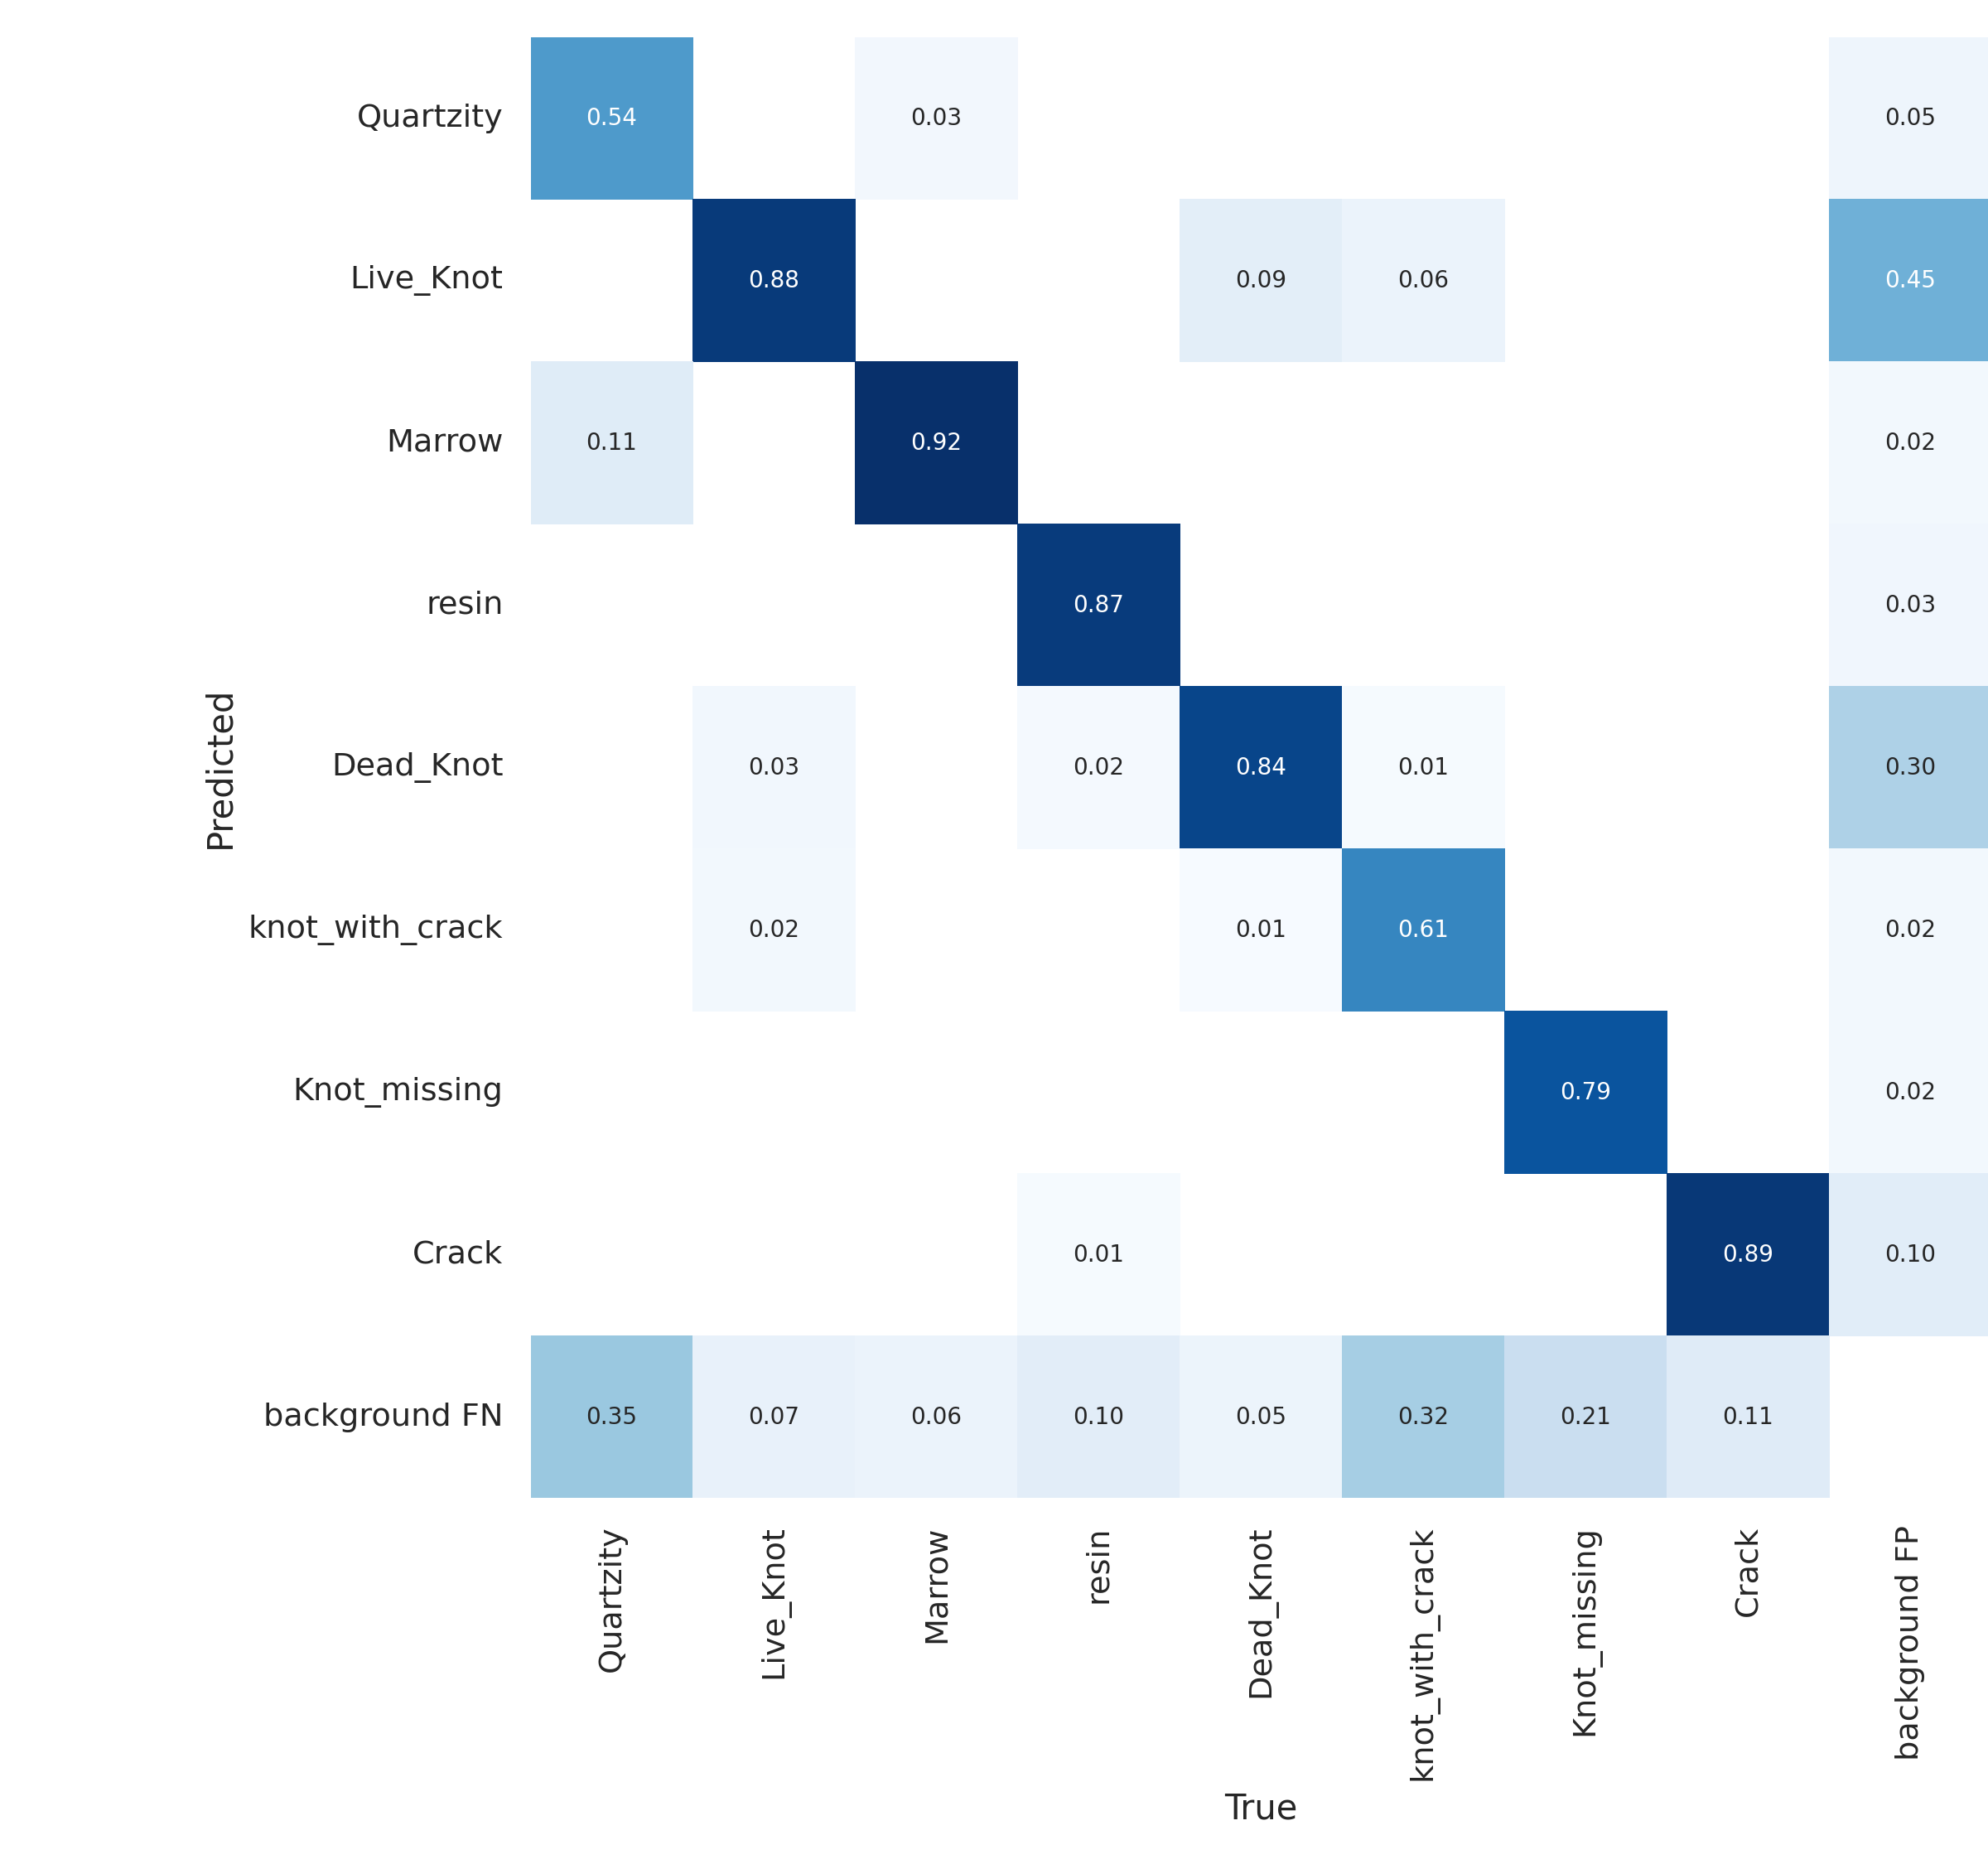 Quartzity 0.54 0.03 0.05
Live_Knot 0.88 0.09 0.06 0.45
Marrow 0.11 0.92 0.02
resin 0.87 0.03
Predicted
Dead_Knot 0.03 0.02 0.84 0.01 0.30
knot_with_crack 0.02 0.01 0.61 0.02
Knot_missing 0.79 0.02
Crack 0.01 0.89 0.10
background FN 0.35 0.07 0.06 0.10 0.05 0.32 0.21 0.11
Quartzity
Live_Knot
Marrow
resin
Dead_Knot
knot_with_crack
Knot_missing
Crack
background FP
True